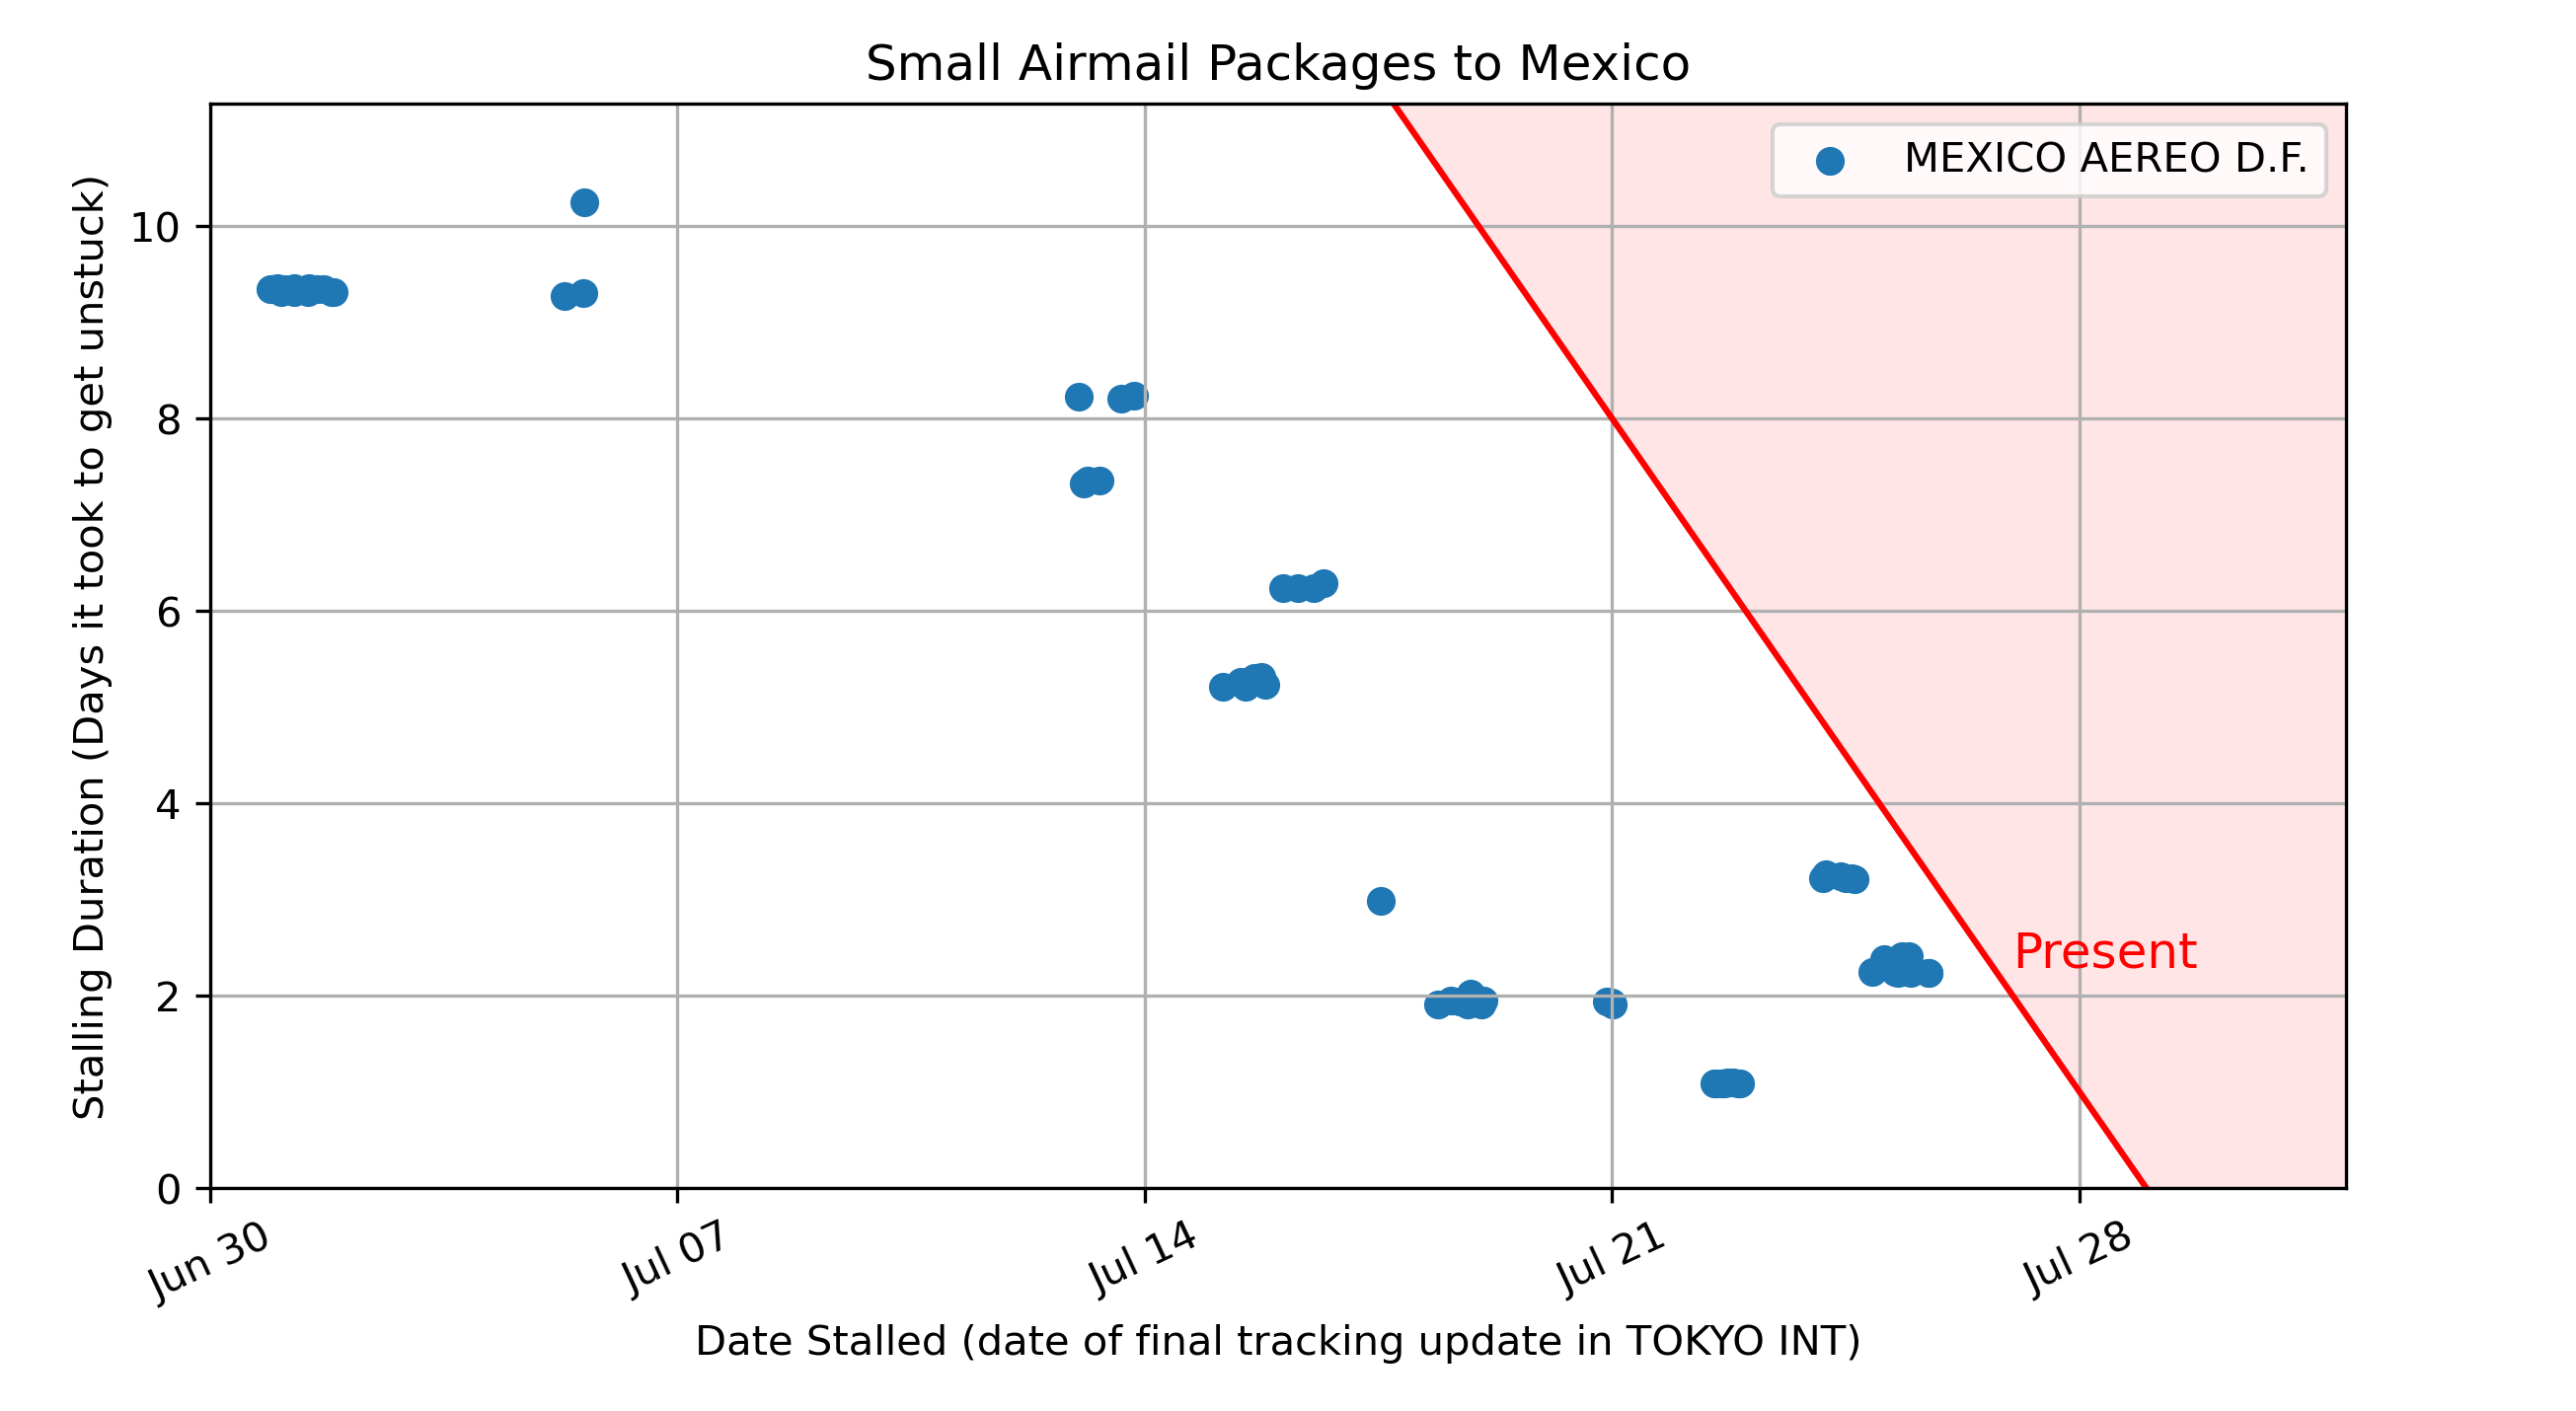 Small Airmail Packages to Mexico
MEXICO AEREO D.F.
Stalling Duration (Days it took to get unstuck)
10
8
6
4
2
0
Present
Jun 30
Jul 07
Jul 14
Jul 21
Jul 28
Date Stalled (date of final tracking update in TOKYO INT)